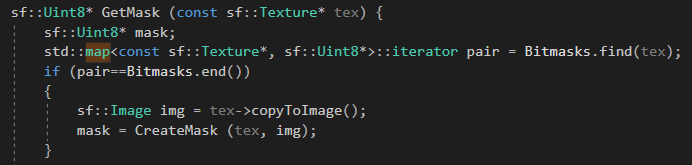 sf::Uint8* GetMask (const sf::Texture* tex) {
sf::Uint8* mask;
std::map<const sf::Texture*, sf::Uint8*>::iterator pair = Bitmasks.find(tex);
if (pair==Bitmasks.end())
{
sf::Image img = tex->copyToImage();
mask = CreateMask (tex, img);
}